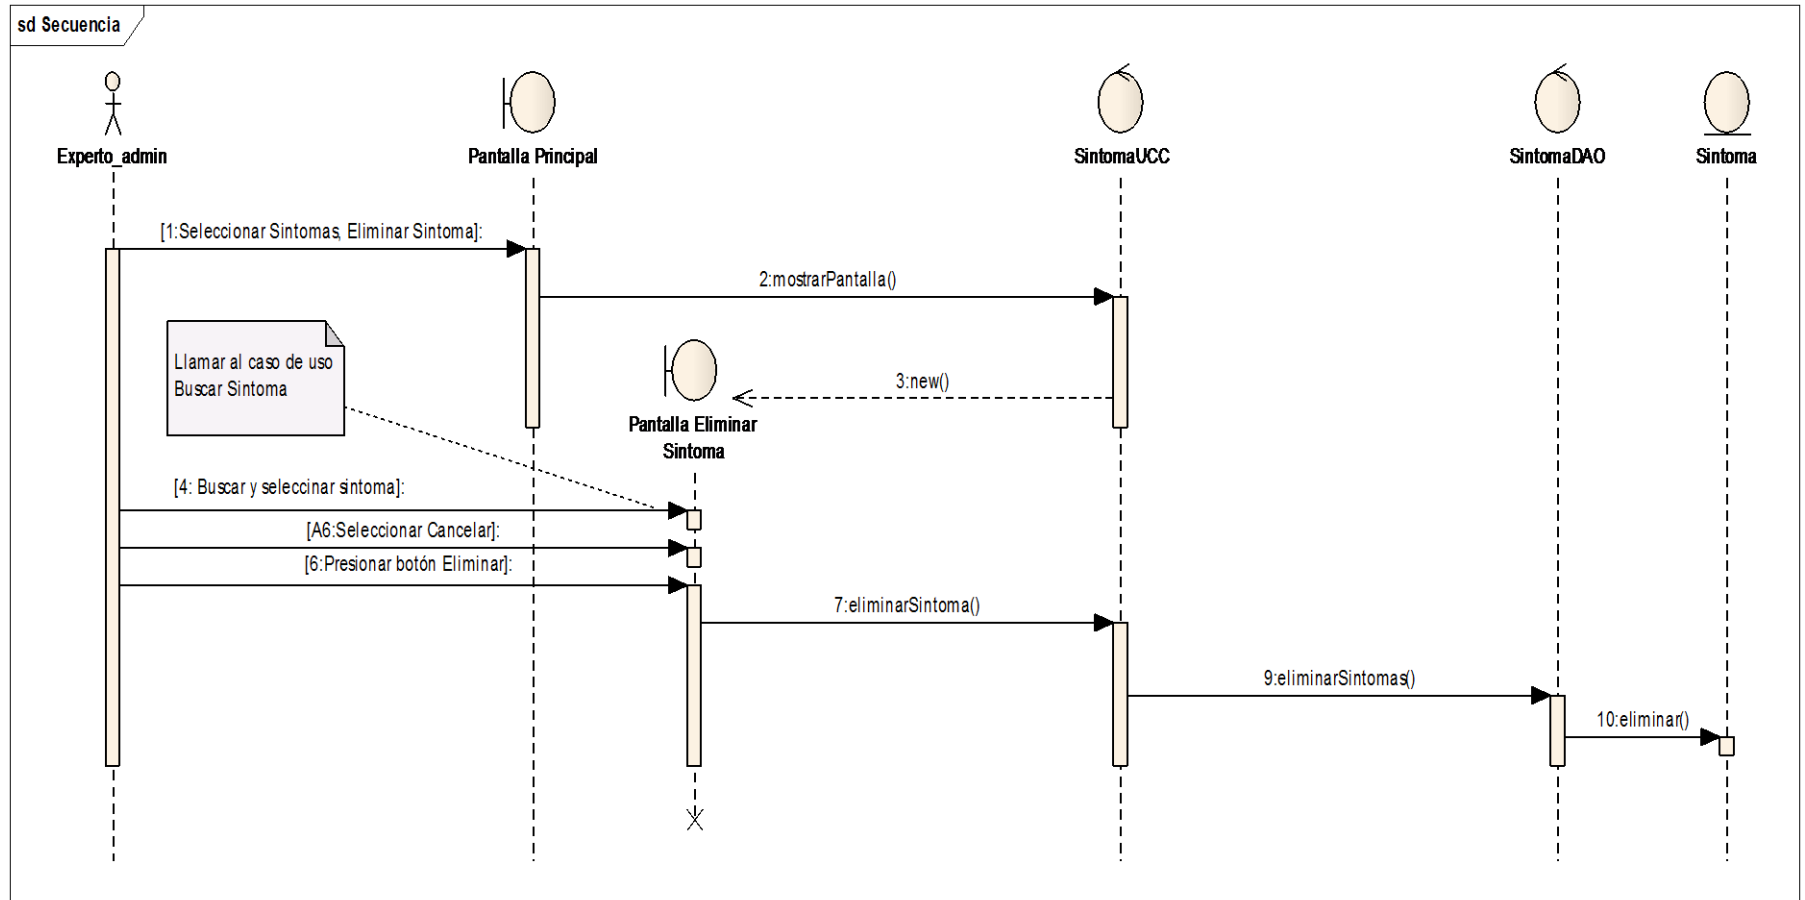 sd Secuencia
Experto_admin
Pantalla Principal
SintomaUCC
SintomaDAO
Sintoma
[1:Seleccionar Sintomas, Eliminar Sintoma]:
2:mostrarPantalla()
Llamar al caso de uso
Buscar Sintoma
3:new()
Pantalla Eliminar
Sintoma
[4: Buscar y seleccinar sintoma]:
[A6:Seleccionar Cancelar]:
[6:Presionar botón Eliminar]:
7:eliminarSintoma()
9:eliminarSintomas()
10:eliminar()